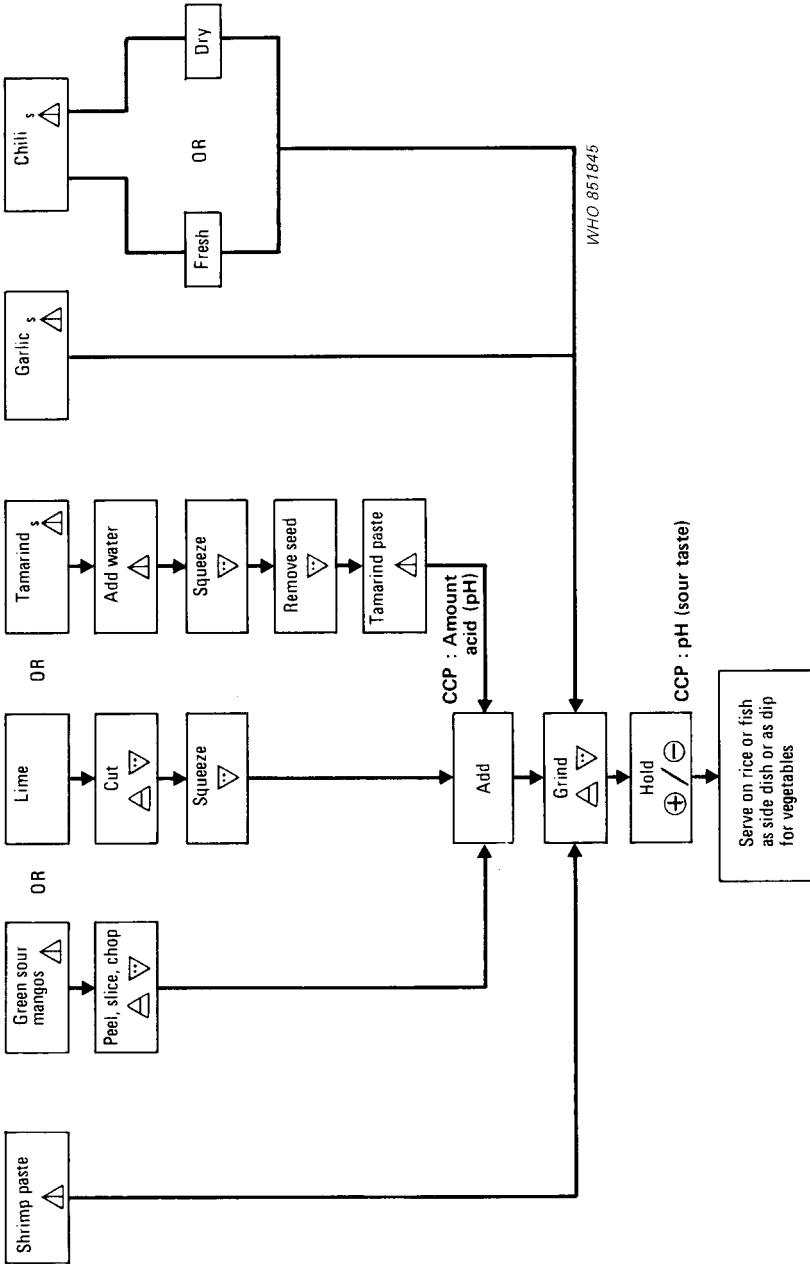 Shrimp paste
Green sour
mangos
Peel, slice, chop
OR
Lime
Cut
Squeeze
OR
Tamarind
s
Add water
Squeeze
Remove seed
Tamarind paste
CCP : Amount
acid (pH)
Add
Garlic
s
Chili
s
Fresh
OR
Dry
Grind
Hold
⊕ / ⊖
CCP : pH (sour taste)
Serve on rice or fish
as side dish or as dip
for vegetables
WHO 851845